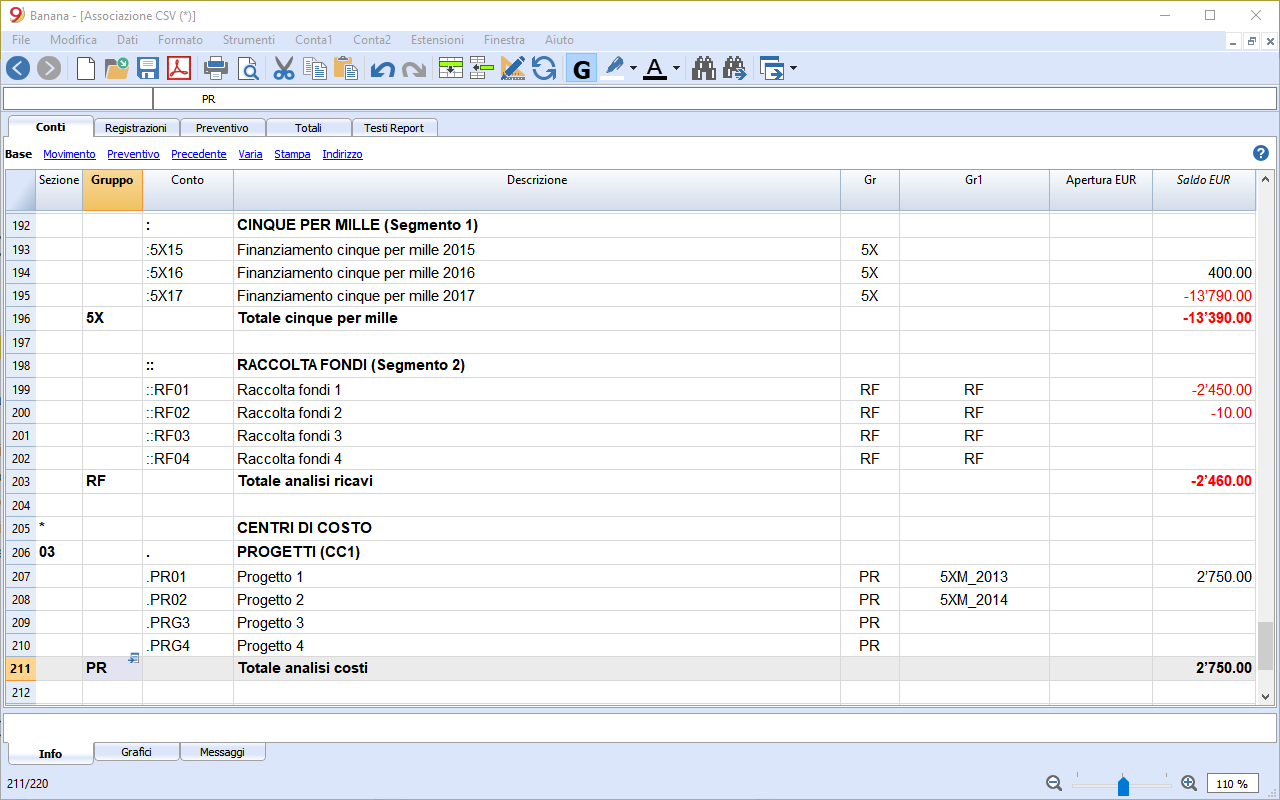 Banana - [Associazione CSV (*)]
File Modifica Dati Formato Strumenti Conta1 Conta2 Estensioni Finestra Aiuto
G A
PR
Conti Registrazioni Preventivo Totali Testi Report
Base Movimento Preventivo Precedente Varia Stampa Indirizzo ?
Sezione Gruppo Conto Descrizione Gr Gr1 Apertura EUR Saldo EUR
192 : CINQUE PER MILLE (Segmento 1)
193 :5X15 Finanziamento cinque per mille 2015 5X
194 :5X16 Finanziamento cinque per mille 2016 5X 400.00
195 :5X17 Finanziamento cinque per mille 2017 5X -13'790.00
196 5X Totale cinque per mille -13'390.00
197
198 :: RACCOLTA FONDI (Segmento 2)
199 ::RF01 Raccolta fondi 1 RF RF -2'450.00
200 ::RF02 Raccolta fondi 2 RF RF -10.00
201 ::RF03 Raccolta fondi 3 RF RF
202 ::RF04 Raccolta fondi 4 RF RF
203 RF Totale analisi ricavi -2'460.00
204
205 * CENTRI DI COSTO
206 03 . PROGETTI (CC1)
207 .PR01 Progetto 1 PR 5XM_2013 2'750.00
208 .PR02 Progetto 2 PR 5XM_2014
209 .PRG3 Progetto 3 PR
210 .PRG4 Progetto 4 PR
211 PR Totale analisi costi 2'750.00
212
Info Grafici Messaggi
211/220 110 %